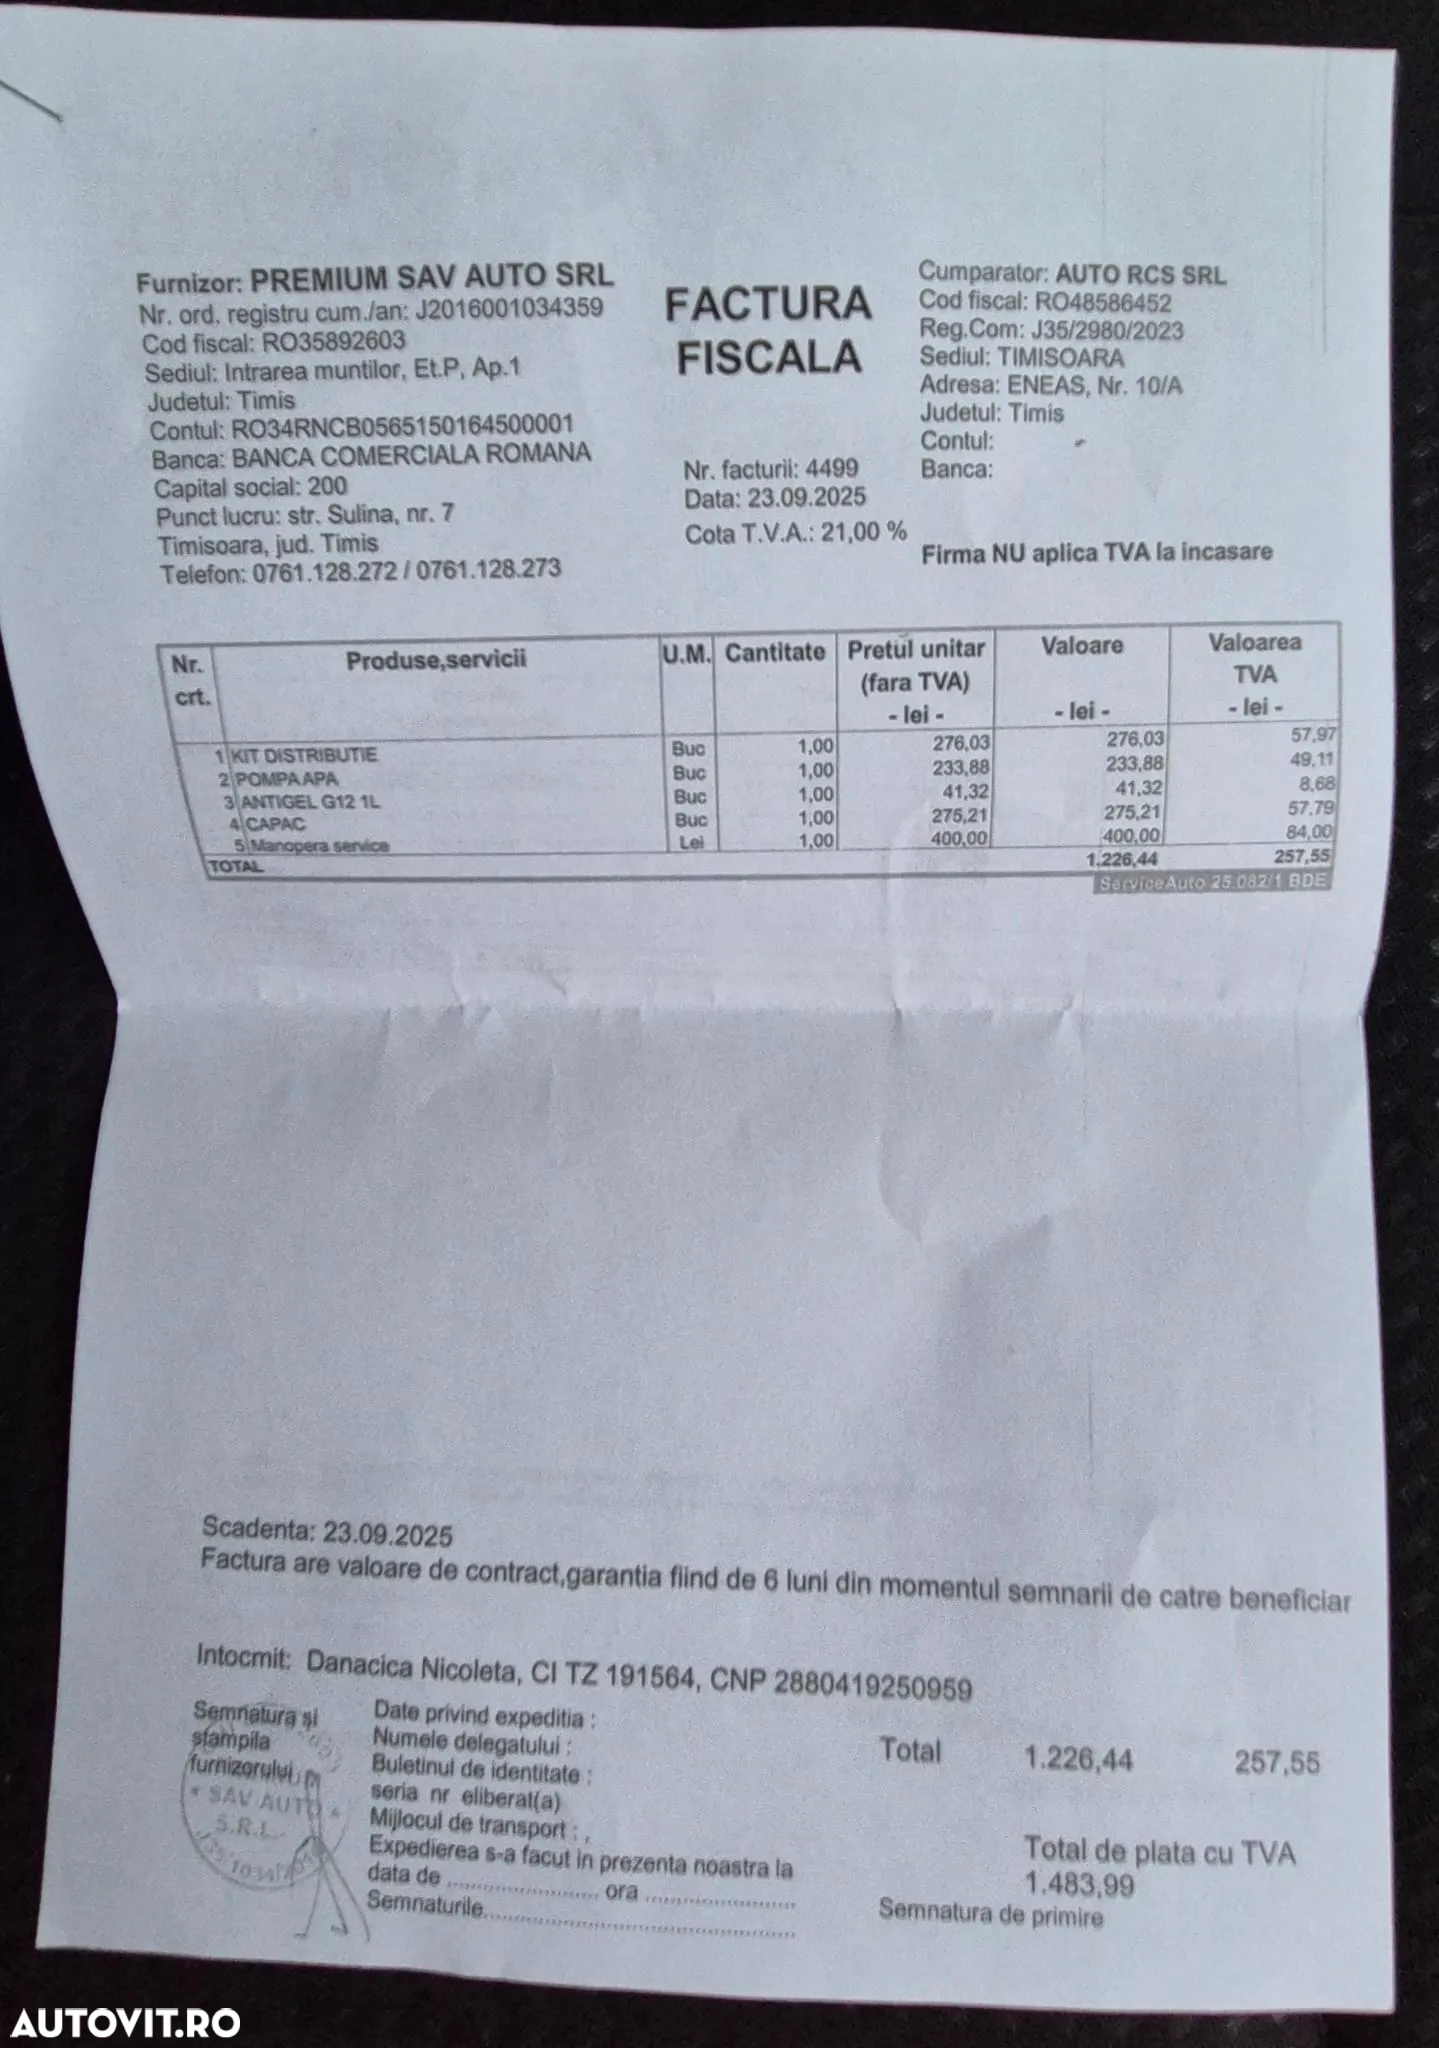 Furnizor: PREMIUM SAV AUTO SRL
Nr. ord. registru cum./an: J2016001034359
Cod fiscal: RO35892603
Sediul: Intrarea muntilor, Et.P, Ap.1
Judetul: Timis
Contul: RO34RNCB0565150164500001
Banca: BANCA COMERCIALA ROMANA
Capital social: 200
Punct lucru: str. Sulina, nr. 7
Timisoara, jud. Timis
Telefon: 0761.128.272 / 0761.128.273
FACTURA
FISCALA
Nr. facturii: 4499
Data: 23.09.2025
Cota T.V.A.: 21,00 %
Cumparator: AUTO RCS SRL
Cod fiscal: RO48586452
Reg.Com: J35/2980/2023
Sediul: TIMISOARA
Adresa: ENEAS, Nr. 10/A
Judetul: Timis
Contul:
Banca:
Firma NU aplica TVA la incasare
Nr. crt. Produse,servicii U.M. Cantitate Pretul unitar (fara TVA) - lei - Valoare - lei - Valoarea TVA - lei -
1 KIT DISTRIBUTIE Buc 1,00 276,03 276,03 57,97
2 POMPA APA Buc 1,00 233,88 233,88 49,11
3 ANTIGEL G12 1L Buc 1,00 41,32 41,32 8,68
4 CAPAC Buc 1,00 275,21 275,21 57,79
5 Manopera service Lei 1,00 400,00 400,00 84,00
TOTAL 1.226,44 257,55
ServiceAuto 25.082/1 BDE
Scadenta: 23.09.2025
Factura are valoare de contract,garantia fiind de 6 luni din momentul semnarii de catre beneficiar
Intocmit: Danacica Nicoleta, CI TZ 191564, CNP 2880419250959
Semnatura și
ștampila
furnizorului
SAV AUTO
S.R.L.
Date privind expeditia :
Numele delegatului :
Buletinul de identitate :
seria nr eliberat(a)
Mijlocul de transport : ,
Expedierea s-a facut in prezenta noastra la
data de ........................... ora ...........................
Semnaturile.......................................................
Total 1.226,44 257,55
Total de plata cu TVA
1.483,99
Semnatura de primire
AUTOVIT.RO